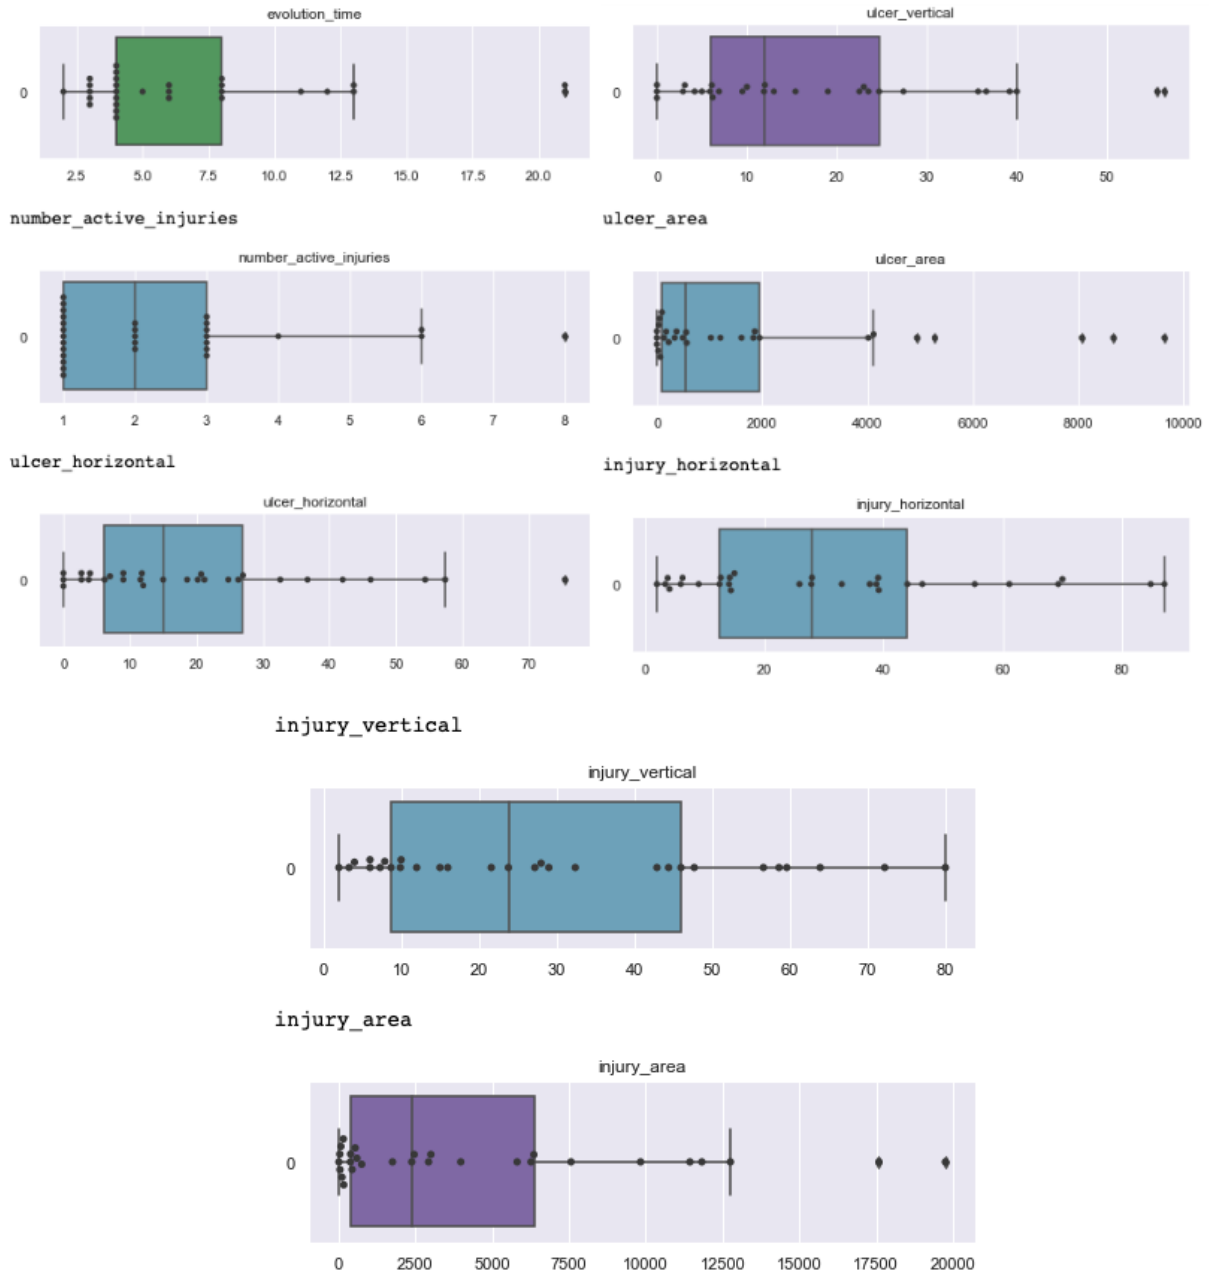 evolution_time
0
2.5 5.0 7.5 10.0 12.5 15.0 17.5 20.0
ulcer_vertical
0
0 10 20 30 40 50
number_active_injuries
number_active_injuries
0
1 2 3 4 5 6 7 8
ulcer_area
ulcer_area
0
0 2000 4000 6000 8000 10000
ulcer_horizontal
ulcer_horizontal
0
0 10 20 30 40 50 60 70
injury_horizontal
injury_horizontal
0
0 20 40 60 80
injury_vertical
injury_vertical
0
0 10 20 30 40 50 60 70 80
injury_area
injury_area
0
0 2500 5000 7500 10000 12500 15000 17500 20000